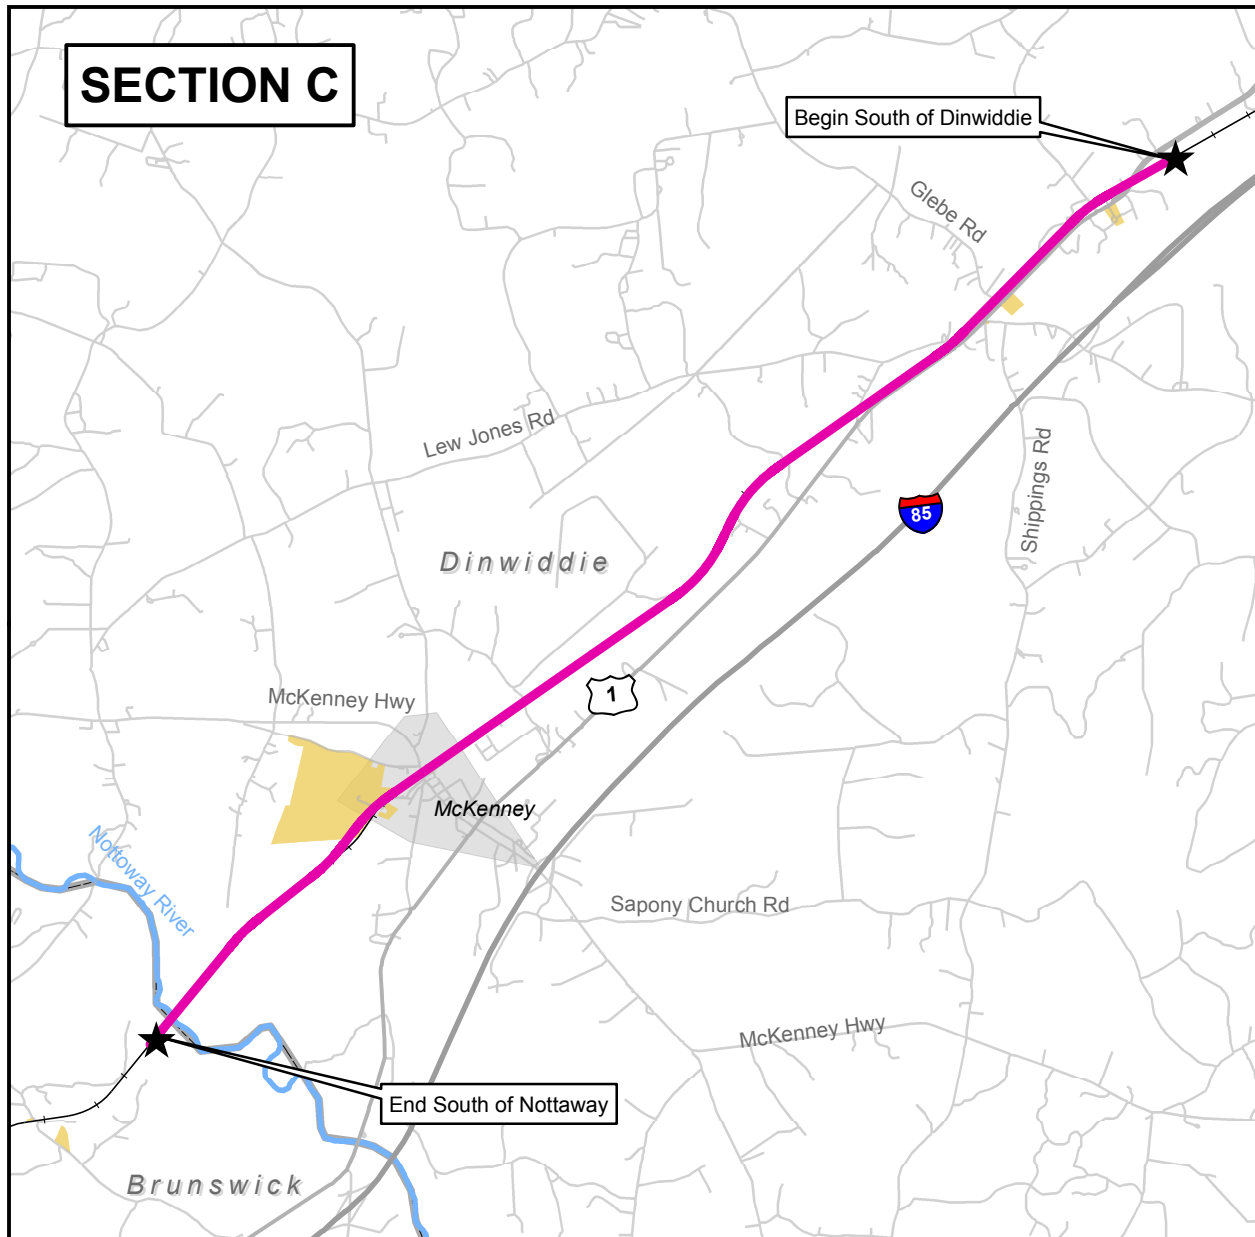 SECTION C
Begin South of Dinwiddie
Glebe Rd
Lew Jones Rd
Shippings Rd
85
Dinwiddie
1
McKenney Hwy
McKenney
Nottoway River
Sapony Church Rd
McKenney Hwy
End South of Nottaway
Brunswick